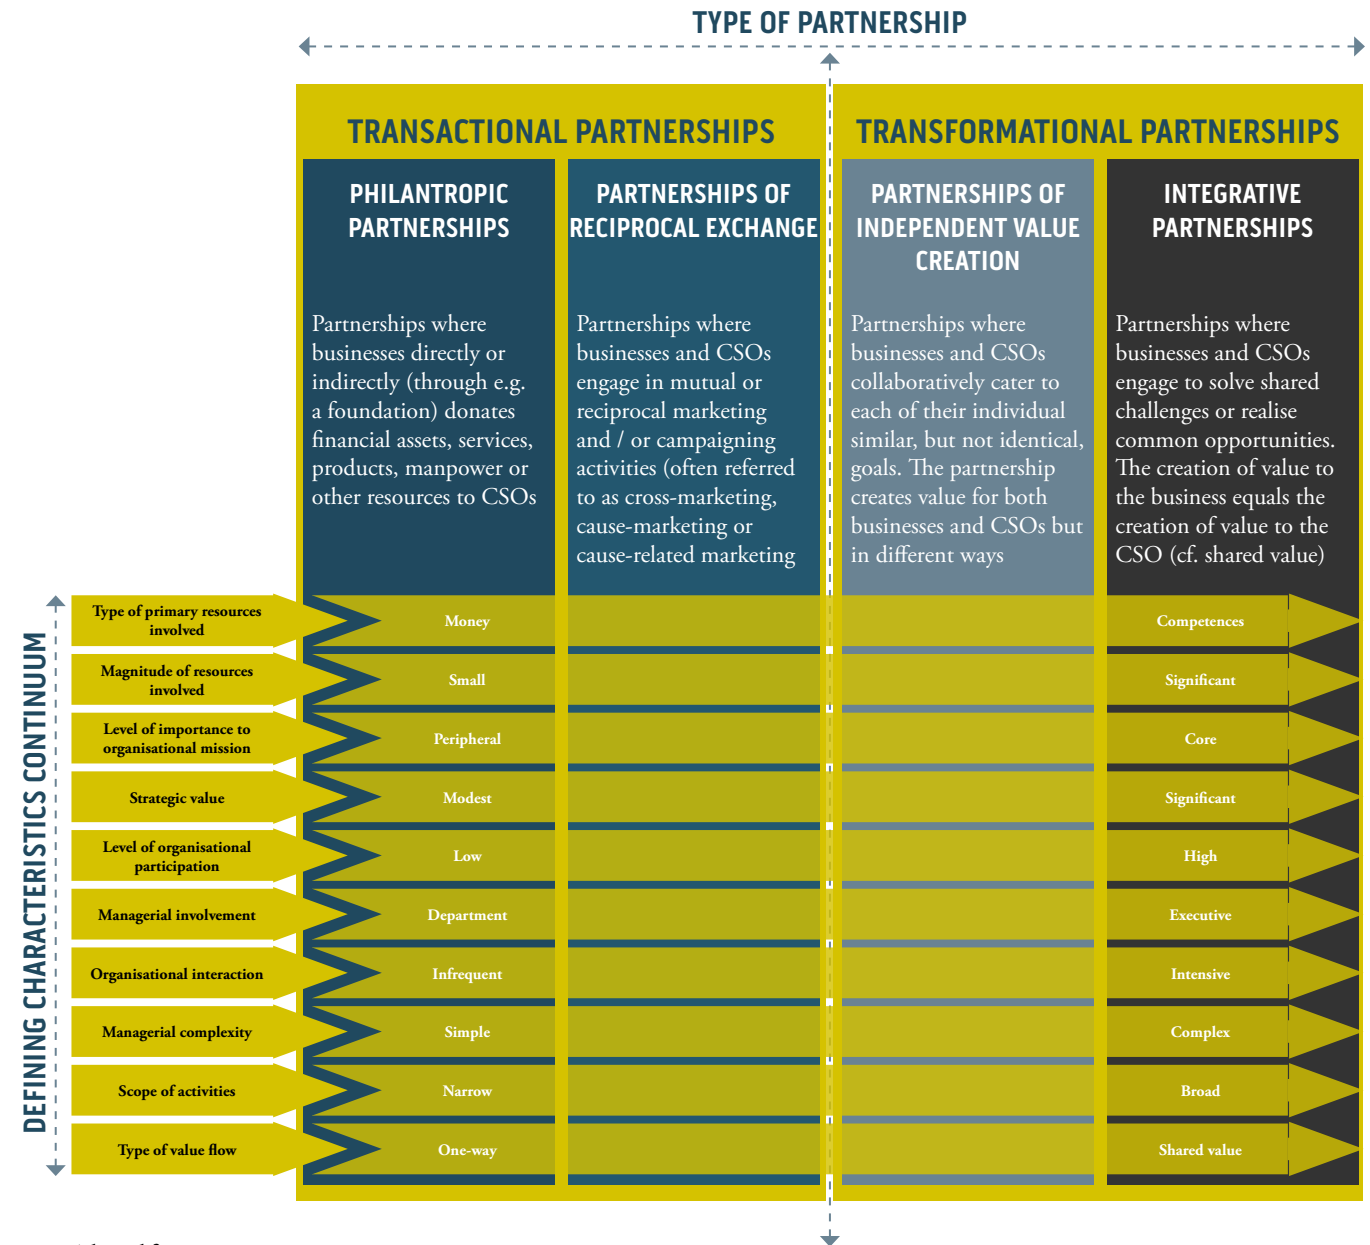 TYPE OF PARTNERSHIP
TRANSACTIONAL PARTNERSHIPS
TRANSFORMATIONAL PARTNERSHIPS
PHILANTROPIC
PARTNERSHIPS
Partnerships where
businesses directly or
indirectly (through e.g.
a foundation) donates
financial assets, services,
products, manpower or
other resources to CSOs
PARTNERSHIPS OF
RECIPROCAL EXCHANGE
Partnerships where
businesses and CSOs
engage in mutual or
reciprocal marketing
and / or campaigning
activities (often referred
to as cross-marketing,
cause-marketing or
cause-related marketing
PARTNERSHIPS OF
INDEPENDENT VALUE
CREATION
Partnerships where
businesses and CSOs
collaboratively cater to
each of their individual
similar, but not identical,
goals. The partnership
creates value for both
businesses and CSOs but
in different ways
INTEGRATIVE
PARTNERSHIPS
Partnerships where
businesses and CSOs
engage to solve shared
challenges or realise
common opportunities.
The creation of value to
the business equals the
creation of value to the
CSO (cf. shared value)
DEFINING CHARACTERISTICS CONTINUUM
Type of primary resources
involved
Money
Competences
Magnitude of resources
involved
Small
Significant
Level of importance to
organisational mission
Peripheral
Core
Strategic value
Modest
Significant
Level of organisational
participation
Low
High
Managerial involvement
Department
Executive
Organisational interaction
Infrequent
Intensive
Managerial complexity
Simple
Complex
Scope of activities
Narrow
Broad
Type of value flow
One-way
Shared value